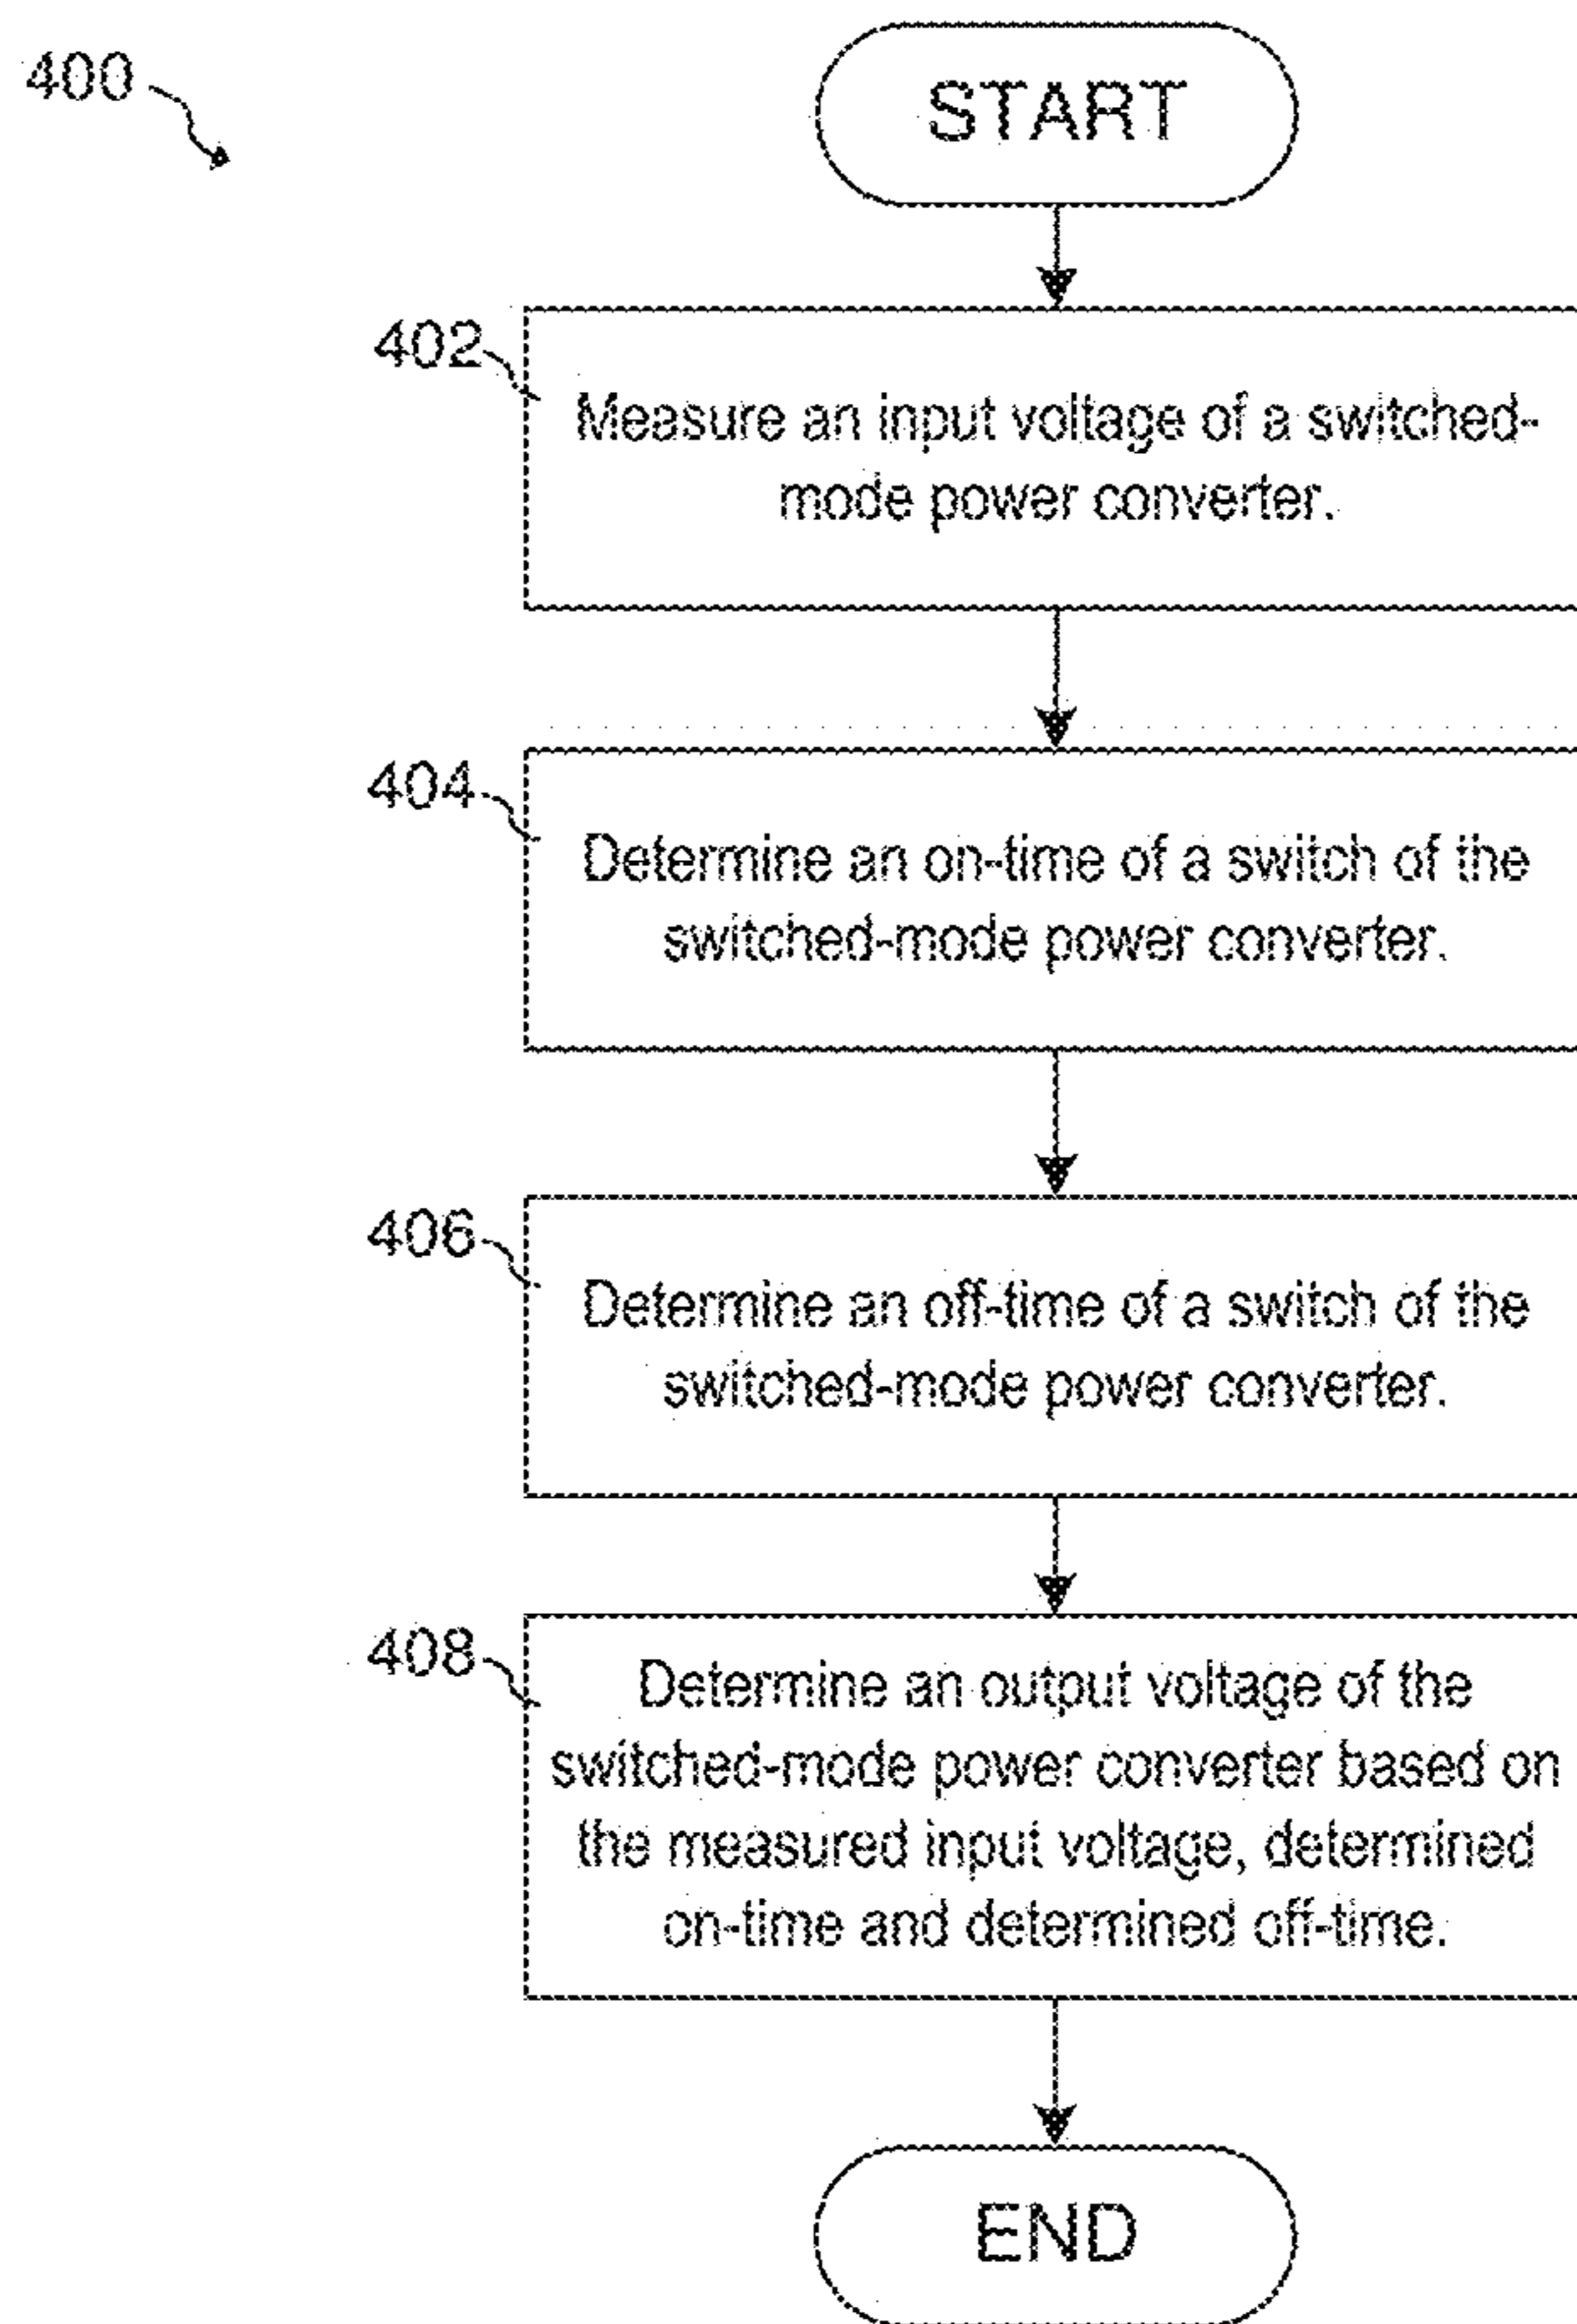 400
START
402
Measure an input voltage of a switched-
mode power converter.
404
Determine an on-time of a switch of the
switched-mode power converter.
406
Determine an off-time of a switch of the
switched-mode power converter.
408
Determine an output voltage of the
switched-mode power converter based on
the measured input voltage, determined
on-time and determined off-time.
END